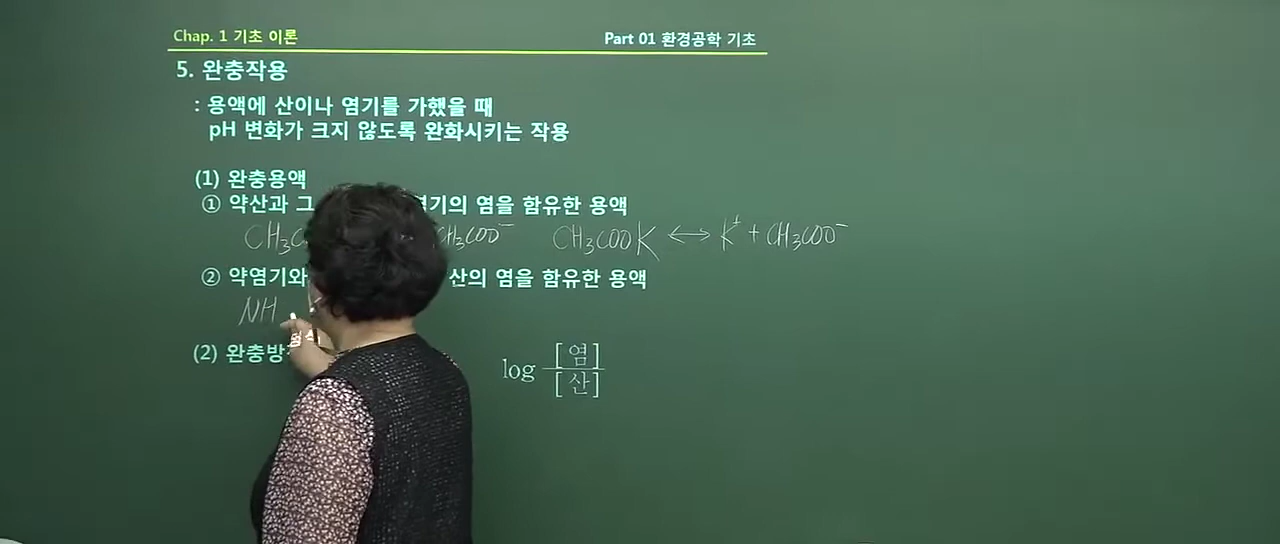 Chap. 1 기초 이론
Part 01 환경공학 기초
5. 완충작용
: 용액에 산이나 염기를 가했을 때
pH 변화가 크지 않도록 완화시키는 작용
(1) 완충용액
① 약산과 그 염기의 염을 함유한 용액
CH₃C CH₃COO⁻ CH₃COOK ↔ K⁺ + CH₃COO⁻
② 약염기와 산의 염을 함유한 용액
NH
(2) 완충방
log [염]/[산]